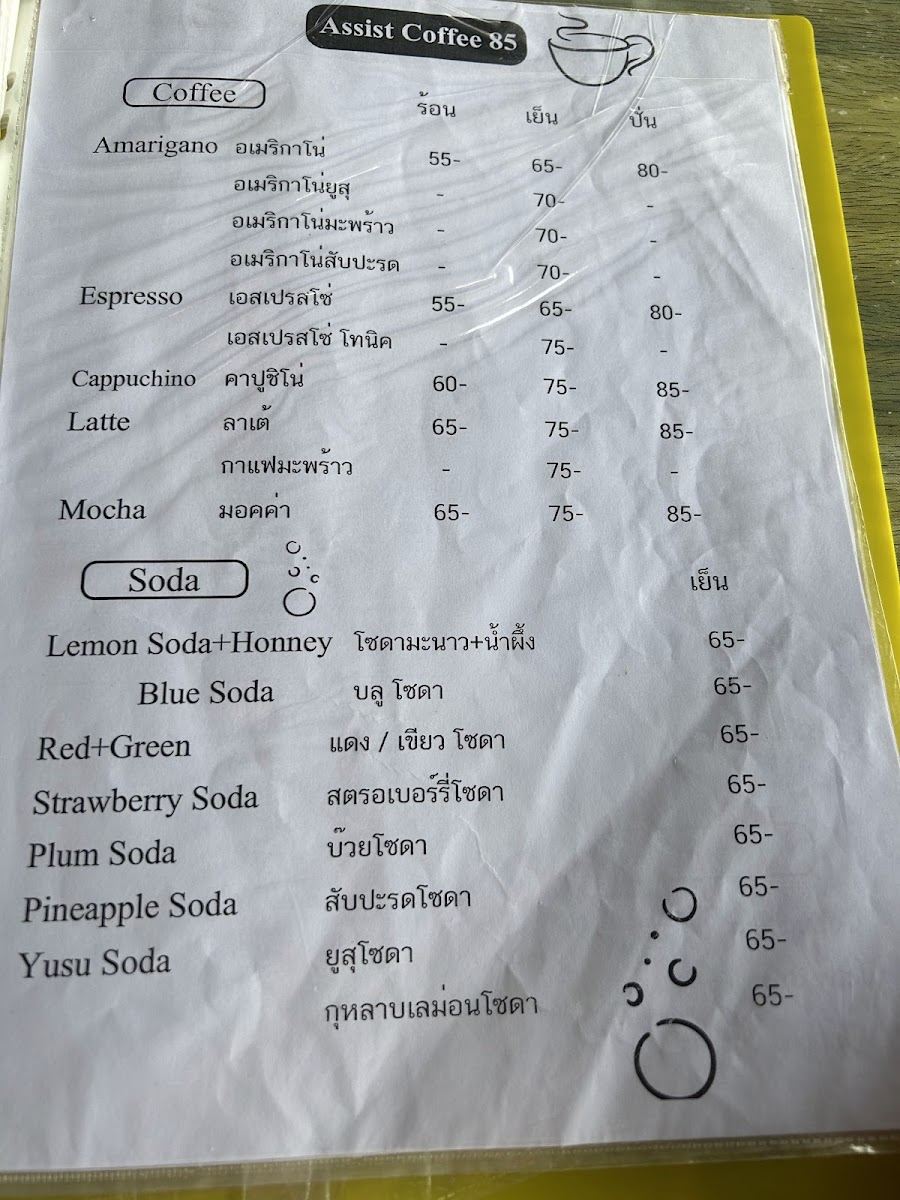 Assist Coffee 85
Coffee ร้อน เย็น ปั่น
Amarigano อเมริกาโน่ 55- 65- 80-
อเมริกาโน่ยูสุ - 70- -
อเมริกาโน่มะพร้าว - 70- -
อเมริกาโน่สับปะรด - 70- -
Espresso เอสเปรสโซ่ 55- 65- 80-
เอสเปรสโซ่ โทนิค - 75- -
Cappuchino คาปูชิโน่ 60- 75- 85-
Latte ลาเต้ 65- 75- 85-
กาแฟมะพร้าว - 75- -
Mocha มอคค่า 65- 75- 85-
Soda เย็น
Lemon Soda+Honney โซดามะนาว+น้ำผึ้ง 65-
Blue Soda บลู โซดา 65-
Red+Green แดง / เขียว โซดา 65-
Strawberry Soda สตรอเบอร์รี่โซดา 65-
Plum Soda บ๊วยโซดา 65-
Pineapple Soda สับปะรดโซดา 65-
Yusu Soda ยูสุโซดา 65-
กุหลาบเลม่อนโซดา 65-